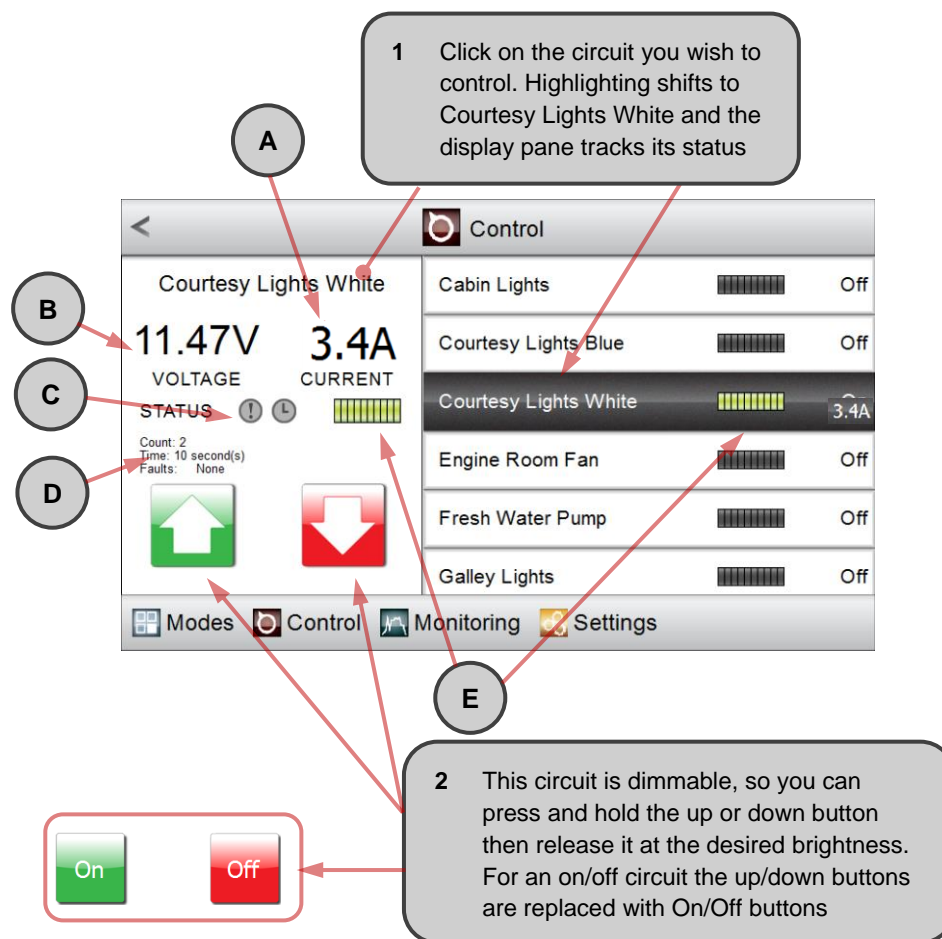 1 Click on the circuit you wish to
control. Highlighting shifts to
Courtesy Lights White and the
display pane tracks its status
A
<
Control
Courtesy Lights White
B
11.47V
3.4A
VOLTAGE
CURRENT
C
STATUS
Count: 2
Time: 10 second(s)
Faults: None
D
Cabin Lights Off
Courtesy Lights Blue Off
Courtesy Lights White
3.4A
Engine Room Fan Off
Fresh Water Pump Off
Galley Lights Off
Modes Control Monitoring Settings
E
2 This circuit is dimmable, so you can
press and hold the up or down button
then release it at the desired brightness.
For an on/off circuit the up/down buttons
are replaced with On/Off buttons
On
Off